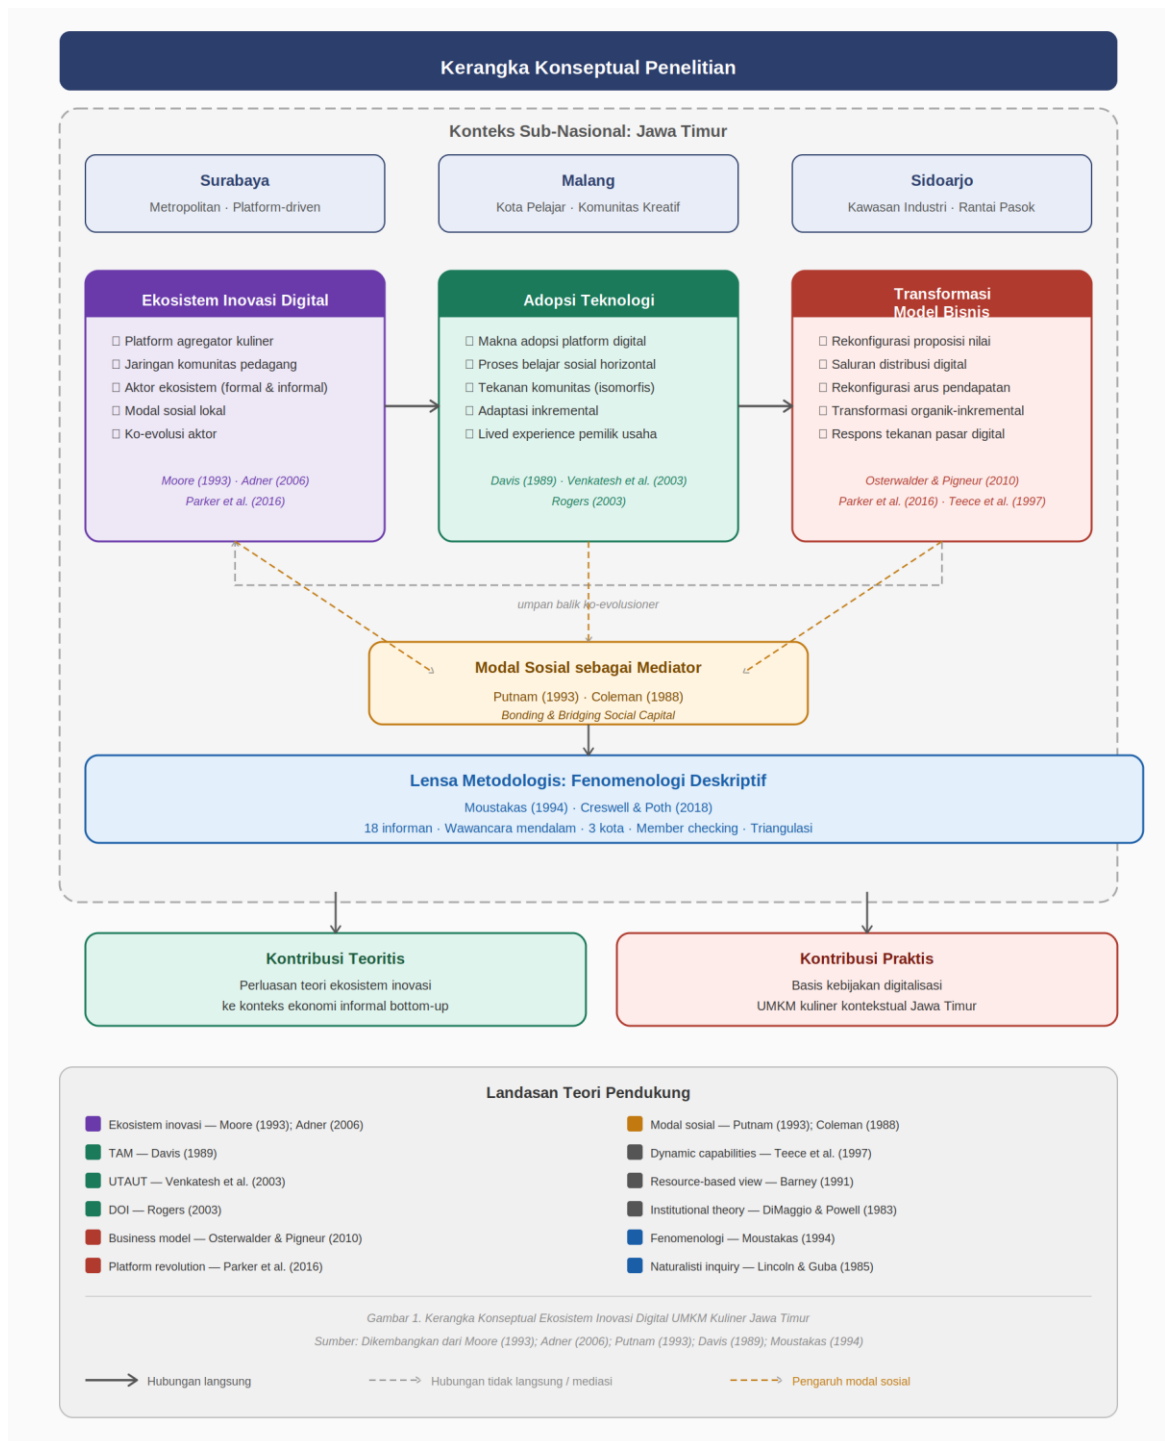 Kerangka Konseptual Penelitian
Konteks Sub-Nasional: Jawa Timur
Surabaya
Metropolitan · Platform-driven
Malang
Kota Pelajar · Komunitas Kreatif
Sidoarjo
Kawasan Industri · Rantai Pasok
Ekosistem Inovasi Digital
▯ Platform agregator kuliner
▯ Jaringan komunitas pedagang
▯ Aktor ekosistem (formal & informal)
▯ Modal sosial lokal
▯ Ko-evolusi aktor
Moore (1993) · Adner (2006)
Parker et al. (2016)
Adopsi Teknologi
▯ Makna adopsi platform digital
▯ Proses belajar sosial horizontal
▯ Tekanan komunitas (isomorfis)
▯ Adaptasi inkremental
▯ Lived experience pemilik usaha
Davis (1989) · Venkatesh et al. (2003)
Rogers (2003)
Transformasi
Model Bisnis
▯ Rekonfigurasi proposisi nilai
▯ Saluran distribusi digital
▯ Rekonfigurasi arus pendapatan
▯ Transformasi organik-inkremental
▯ Respons tekanan pasar digital
Osterwalder & Pigneur (2010)
Parker et al. (2016) · Teece et al. (1997)
umpan balik ko-evolusioner
Modal Sosial sebagai Mediator
Putnam (1993) · Coleman (1988)
Bonding & Bridging Social Capital
Lensa Metodologis: Fenomenologi Deskriptif
Moustakas (1994) · Creswell & Poth (2018)
18 informan · Wawancara mendalam · 3 kota · Member checking · Triangulasi
Kontribusi Teoritis
Perluasan teori ekosistem inovasi
ke konteks ekonomi informal bottom-up
Kontribusi Praktis
Basis kebijakan digitalisasi
UMKM kuliner kontekstual Jawa Timur
Landasan Teori Pendukung
Ekosistem inovasi — Moore (1993); Adner (2006)
TAM — Davis (1989)
UTAUT — Venkatesh et al. (2003)
DOI — Rogers (2003)
Business model — Osterwalder & Pigneur (2010)
Platform revolution — Parker et al. (2016)
Modal sosial — Putnam (1993); Coleman (1988)
Dynamic capabilities — Teece et al. (1997)
Resource-based view — Barney (1991)
Institutional theory — DiMaggio & Powell (1983)
Fenomenologi — Moustakas (1994)
Naturalisti inquiry — Lincoln & Guba (1985)
Gambar 1. Kerangka Konseptual Ekosistem Inovasi Digital UMKM Kuliner Jawa Timur
Sumber: Dikembangkan dari Moore (1993); Adner (2006); Putnam (1993); Davis (1989); Moustakas (1994)
Hubungan langsung
Hubungan tidak langsung / mediasi
Pengaruh modal sosial